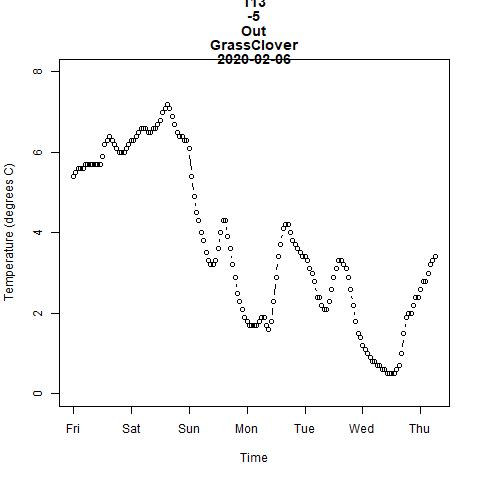 T13
-5
Out
GrassClover
2020-02-06
Temperature (degrees C)
8
6
4
2
0
Fri Sat Sun Mon Tue Wed Thu
Time